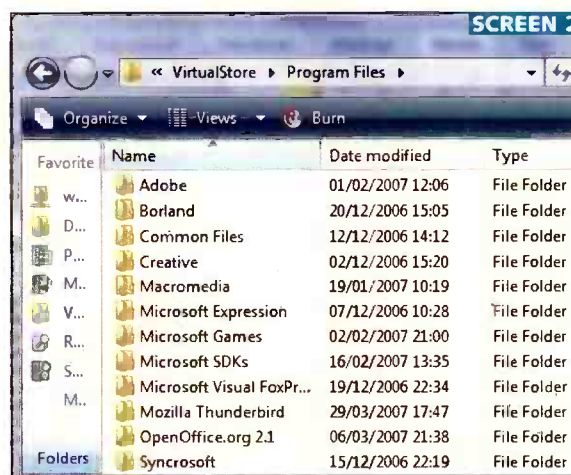 SCREEN 2
« VirtualStore ▸ Program Files ▸
Organize Views Burn
Favorite
Name Date modified Type
w... Adobe 01/02/2007 12:06 File Folder
D... Borland 20/12/2006 15:05 File Folder
P... Common Files 12/12/2006 14:12 File Folder
M... Creative 02/12/2006 15:20 File Folder
V... Macromedia 19/01/2007 10:19 File Folder
R... Microsoft Expression 07/12/2006 10:28 File Folder
S... Microsoft Games 02/02/2007 21:00 File Folder
M... Microsoft SDKs 16/02/2007 13:35 File Folder
Microsoft Visual FoxPr... 19/12/2006 22:34 File Folder
Mozilla Thunderbird 29/03/2007 17:47 File Folder
OpenOffice.org 2.1 06/03/2007 21:38 File Folder
Folders Syncrosoft 15/12/2006 22:19 File Folder